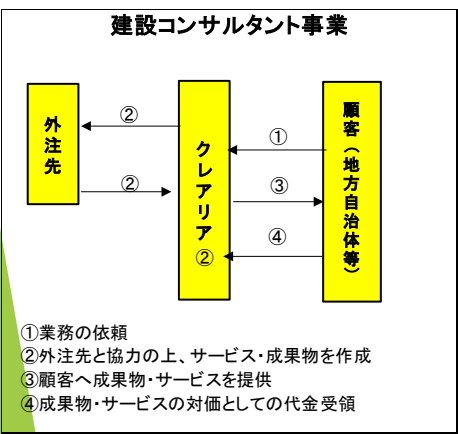 建設コンサルタント事業
外注先
②
②
クレアリア②
①
③
④
顧客(地方自治体等)
①業務の依頼
②外注先と協力の上、サービス・成果物を作成
③顧客へ成果物・サービスを提供
④成果物・サービスの対価としての代金受領